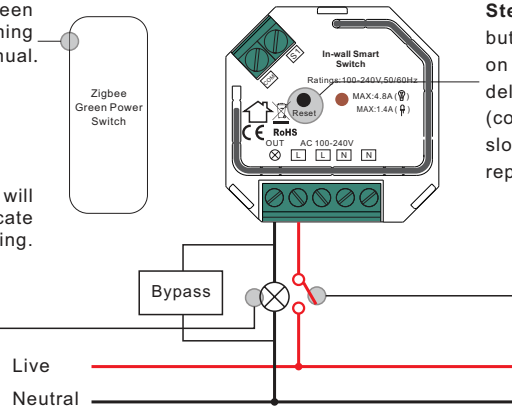 een
ning
nual.
Zigbee
Green Power
Switch
will
cate
ing.
S1
COM
In-wall Smart
Switch
Ratings:100-240V,50/60Hz
MAX:4.8A( )
MAX:1.4A( )
Reset
CE RoHS
OUT AC 100-240V
L L N N
Ste
but
on
del
(co
slo
rep
Bypass
Live
Neutral